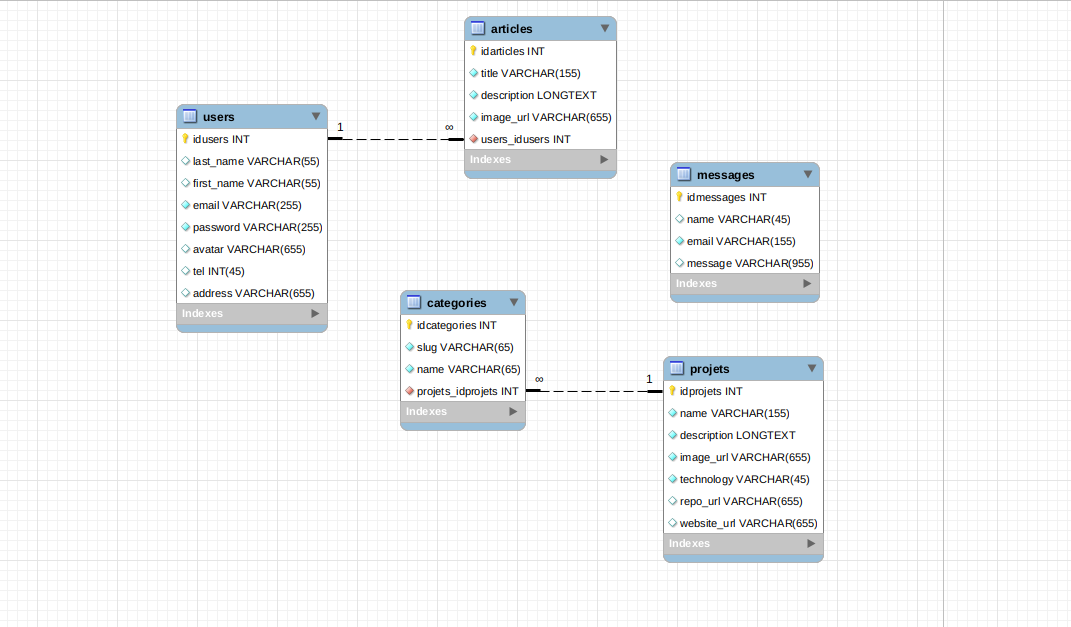 articles
idarticles INT
title VARCHAR(155)
description LONGTEXT
image_url VARCHAR(655)
users_idusers INT
Indexes
users
idusers INT
last_name VARCHAR(55)
first_name VARCHAR(55)
email VARCHAR(255)
password VARCHAR(255)
avatar VARCHAR(655)
tel INT(45)
address VARCHAR(655)
Indexes
1
∞
messages
idmessages INT
name VARCHAR(45)
email VARCHAR(155)
message VARCHAR(955)
Indexes
categories
idcategories INT
slug VARCHAR(65)
name VARCHAR(65)
projets_idprojets INT
Indexes
∞
1
projets
idprojets INT
name VARCHAR(155)
description LONGTEXT
image_url VARCHAR(655)
technology VARCHAR(45)
repo_url VARCHAR(655)
website_url VARCHAR(655)
Indexes